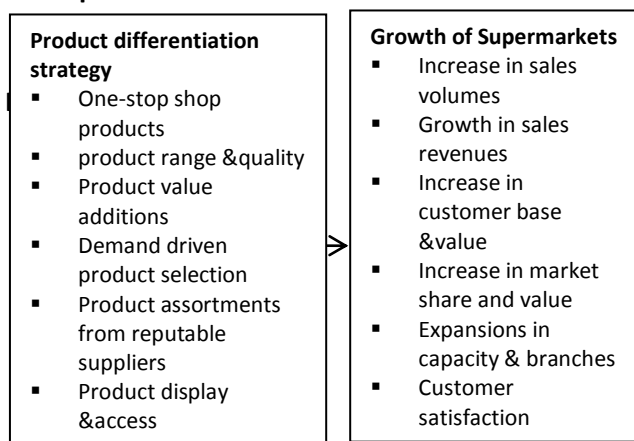 Product differentiation
strategy
▪ One-stop shop
products
▪ product range &quality
▪ Product value
additions
▪ Demand driven
product selection
▪ Product assortments
from reputable
suppliers
▪ Product display
&access
Growth of Supermarkets
▪ Increase in sales
volumes
▪ Growth in sales
revenues
▪ Increase in
customer base
&value
▪ Increase in market
share and value
▪ Expansions in
capacity & branches
▪ Customer
satisfaction